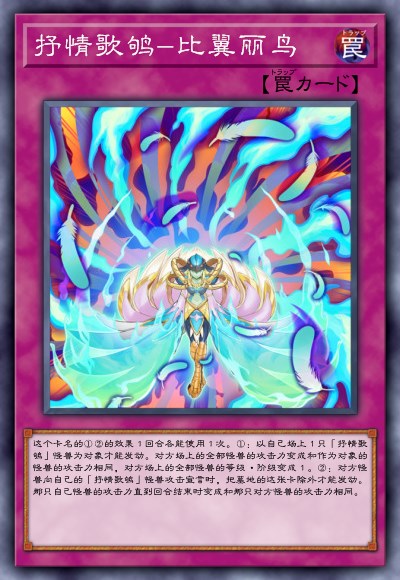 抒情歌鸲-比翼丽鸟
トラップ
罠
【罠カード】
トラップ
这个卡名的①②的效果1回合各能使用1次。①：以自己场上1只「抒情歌
鸲」怪兽为对象才能发动。对方场上的全部怪兽的攻击力变成和作为对象的
怪兽的攻击力相同，对方场上的全部怪兽的等级·阶级变成1。②：对方怪
兽向自己的「抒情歌鸲」怪兽攻击宣言时，把墓地的这张卡除外才能发动。
那只自己怪兽的攻击力直到回合结束时变成和那只对方怪兽的攻击力相同。